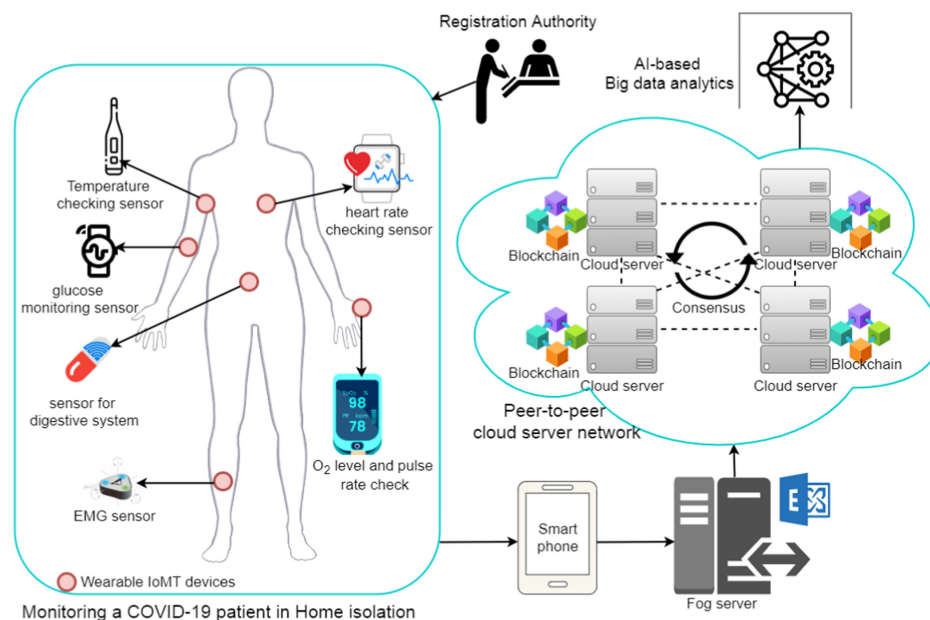 Registration Authority
AI-based
Big data analytics
Temperature
checking sensor
heart rate
checking sensor
glucose
monitoring sensor
sensor for
digestive system
98
78
O₂ level and pulse
rate check
EMG sensor
Wearable IoMT devices
Monitoring a COVID-19 patient in Home isolation
Blockchain
Cloud server
Cloud server
Blockchain
Consensus
Blockchain
Cloud server
Cloud server
Blockchain
Peer-to-peer
cloud server network
Smart
phone
E
Fog server